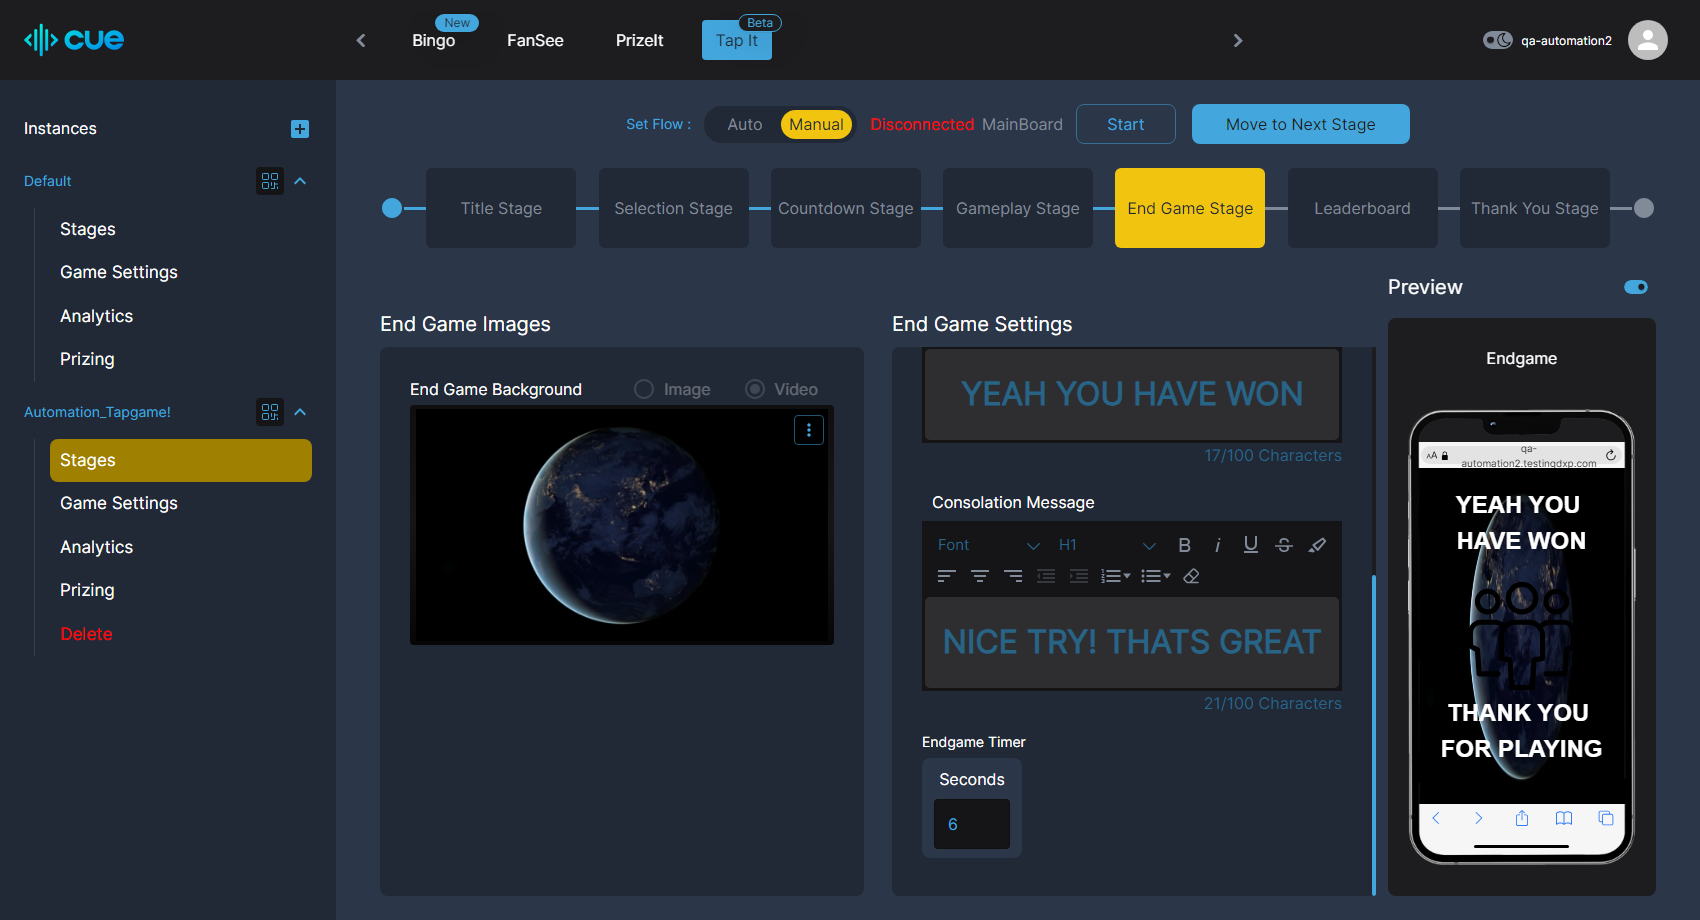 cue
New
Beta
Bingo
FanSee
PrizeIt
Tap It
qa-automation2
Instances
Set Flow :
Auto
Manual
Disconnected
MainBoard
Start
Move to Next Stage
Default
Stages
Game Settings
Analytics
Prizing
Automation_Tapgame!
Stages
Game Settings
Analytics
Prizing
Delete
Title Stage
Selection Stage
Countdown Stage
Gameplay Stage
End Game Stage
Leaderboard
Thank You Stage
End Game Images
End Game Background
Image
Video
End Game Settings
YEAH YOU HAVE WON
17/100 Characters
Consolation Message
Font
H1
B
i
U
S
NICE TRY! THATS GREAT
21/100 Characters
Endgame Timer
Seconds
6
Preview
Endgame
AA
qa-
automation2.testingdxp.com
YEAH YOU
HAVE WON
THANK YOU
FOR PLAYING